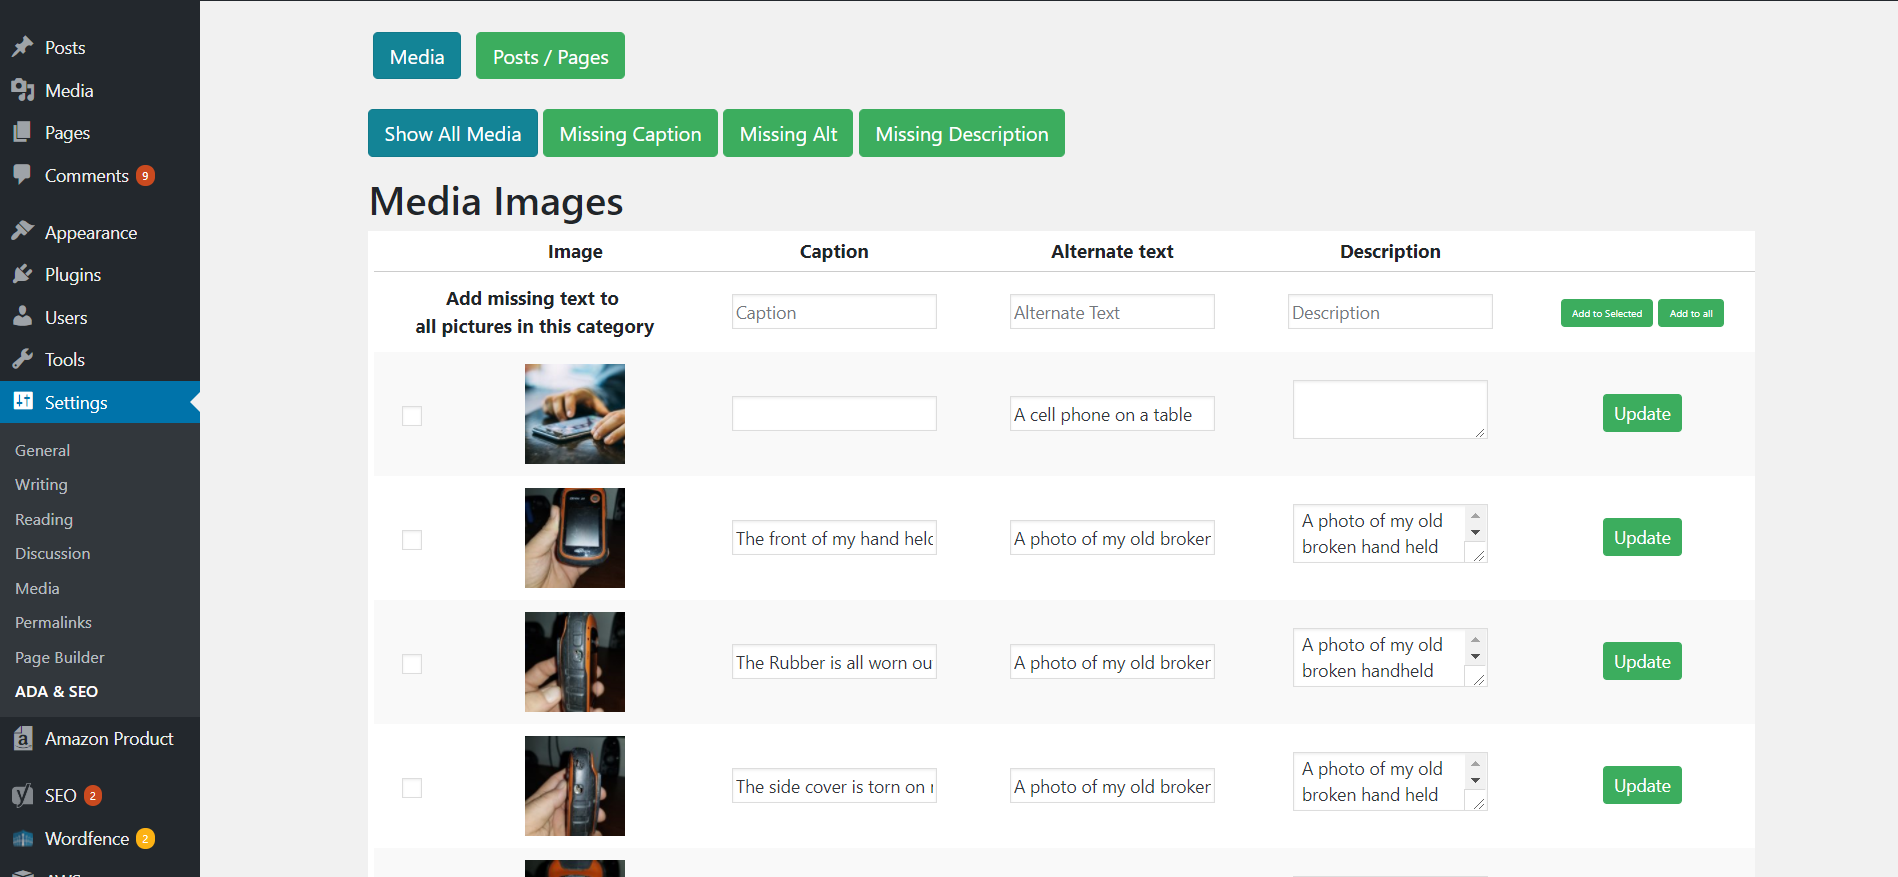 Posts
Media
Pages
Comments 9
Appearance
Plugins
Users
Tools
Settings
General
Writing
Reading
Discussion
Media
Permalinks
Page Builder
ADA & SEO
Amazon Product
SEO 2
Wordfence 2
Media Posts / Pages
Show All Media Missing Caption Missing Alt Missing Description
Media Images
Image Caption Alternate text Description
Add missing text to
all pictures in this category
Caption Alternate Text Description Add to Selected Add to all
A cell phone on a table Update
The front of my hand held A photo of my old broken
A photo of my old
broken hand held
Update
The Rubber is all worn ou A photo of my old broken
A photo of my old
broken handheld
Update
The side cover is torn on A photo of my old broken
A photo of my old
broken hand held
Update